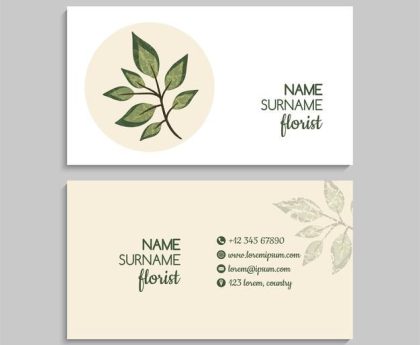 NAME
SURNAME
florist
NAME
SURNAME
florist
+12 345 67890
www.loremipsum.com
lorem@ipsum.com
123 lorem, country